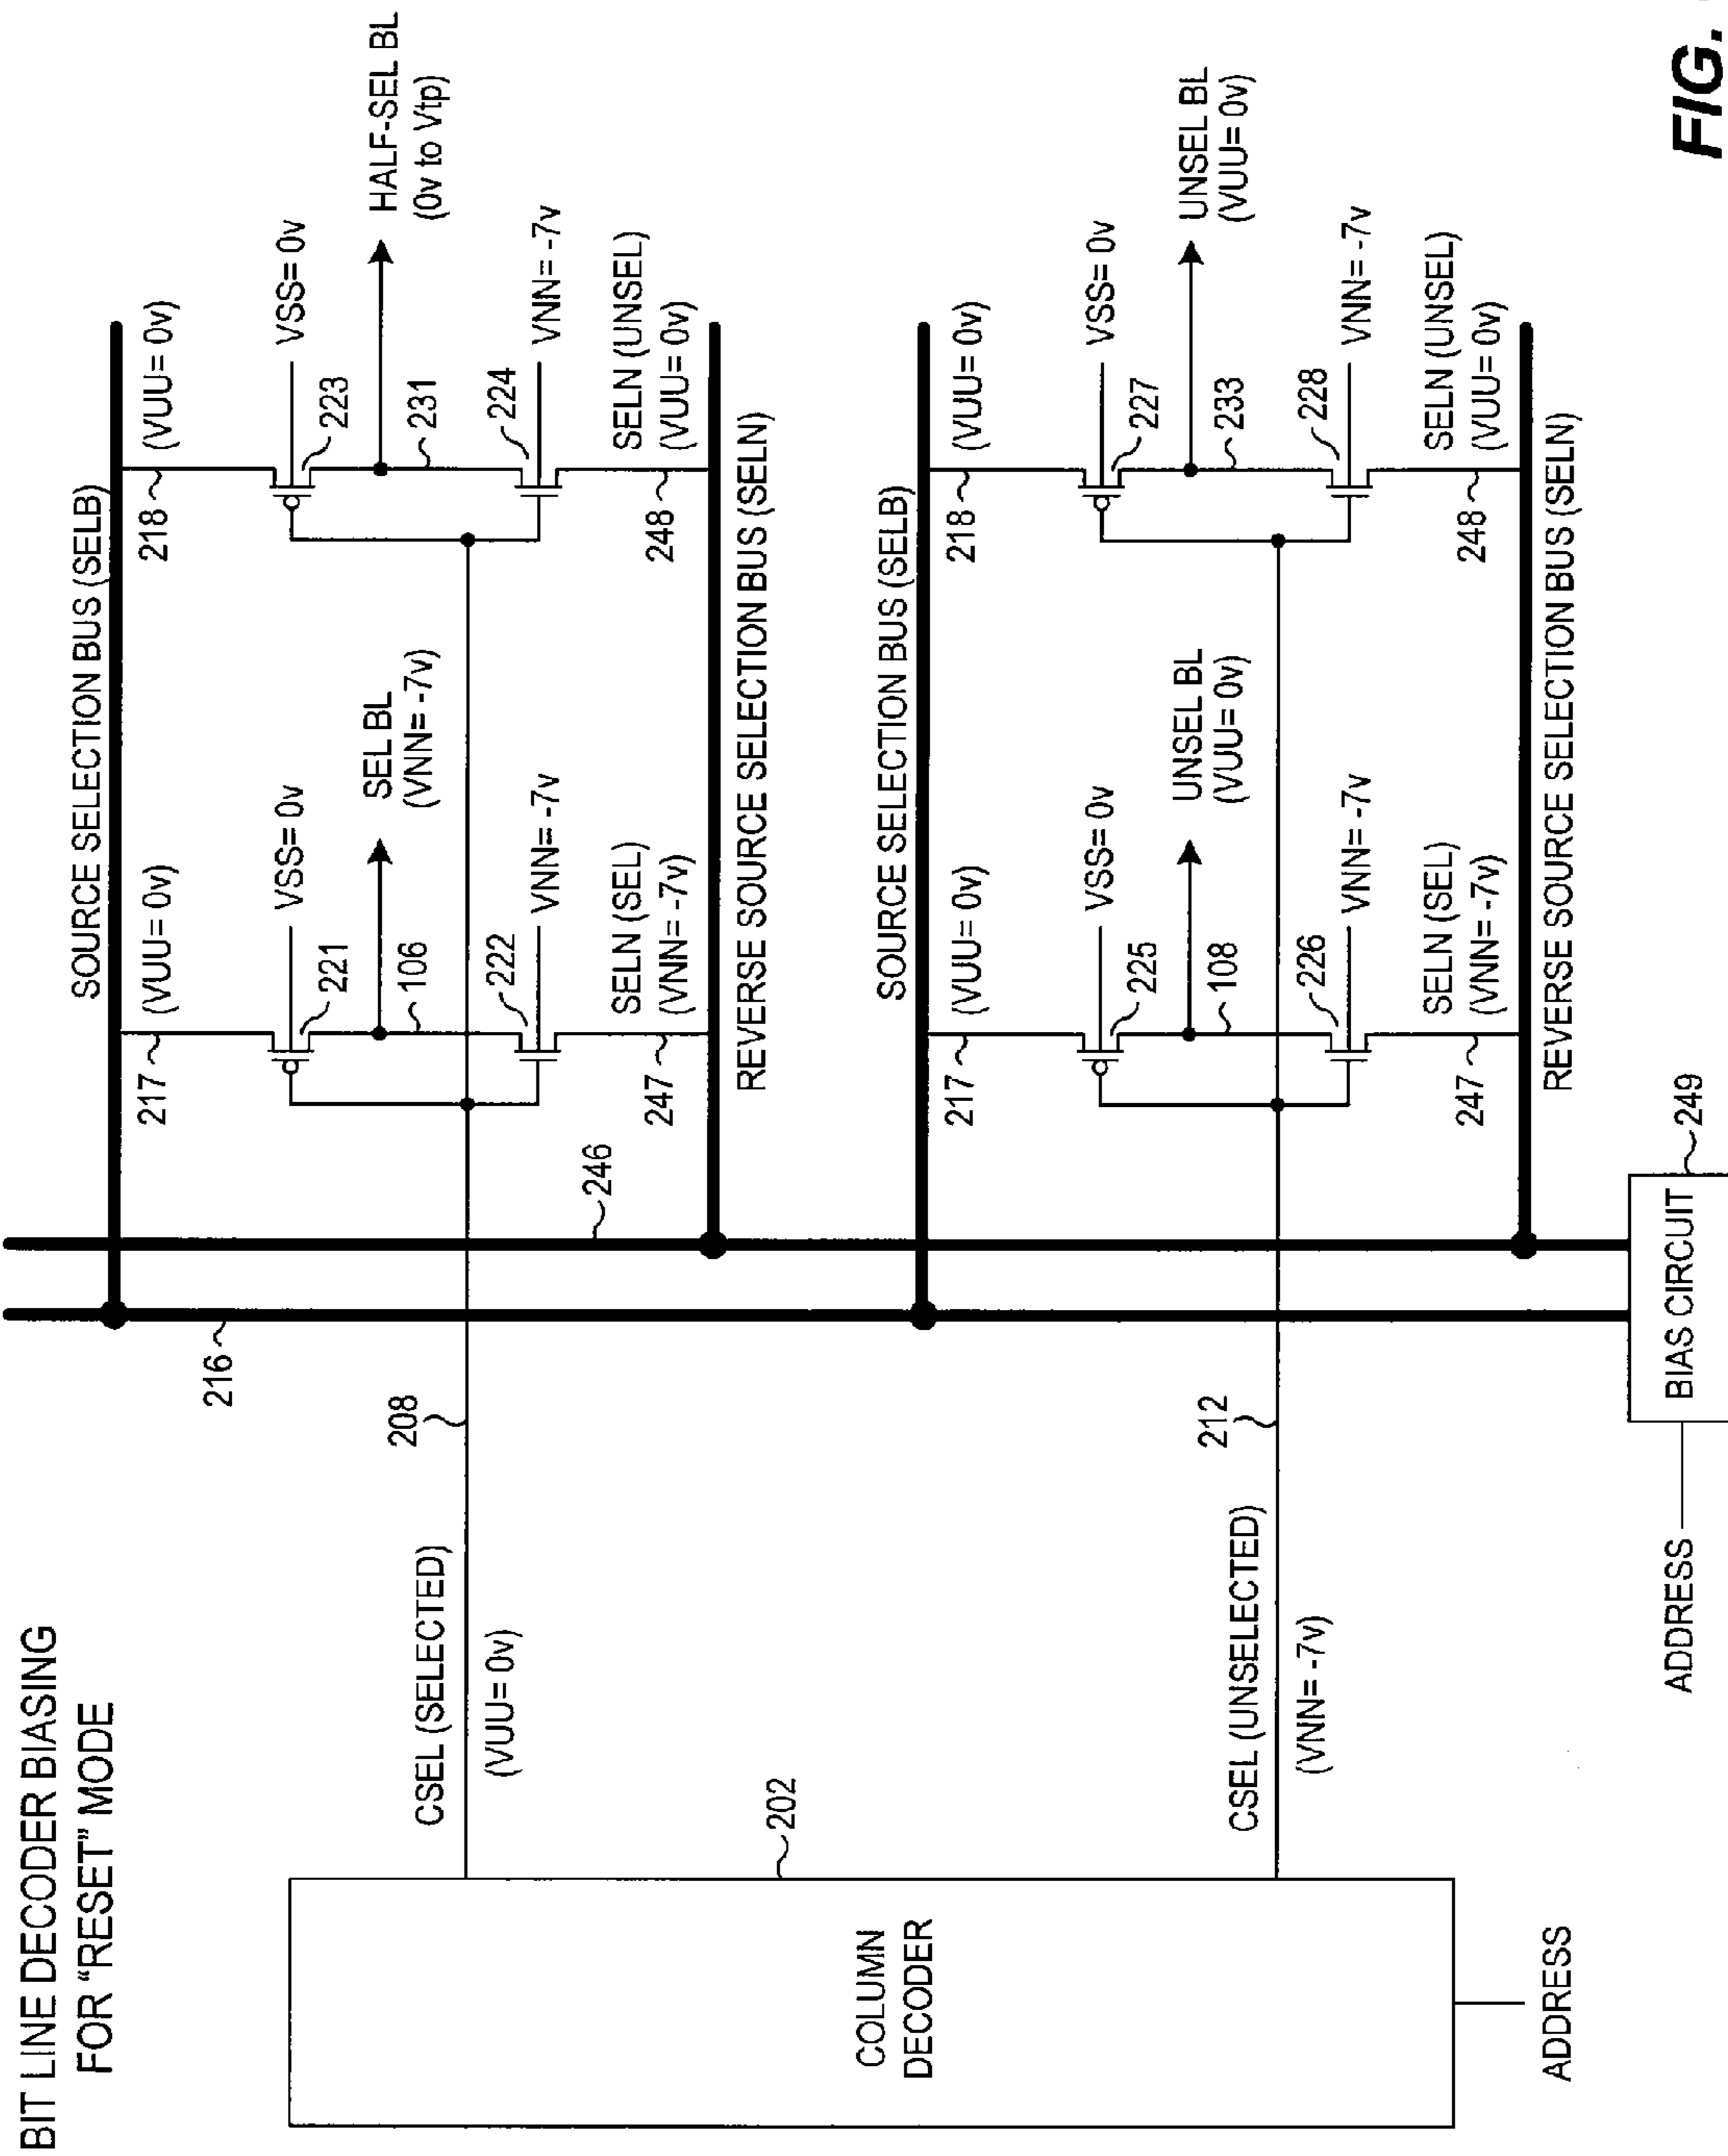 BIT LINE DECODER BIASING
FOR “RESET” MODE
SOURCE SELECTION BUS (SELB)
217
(VUU= 0v)
218
(VUU= 0v)
VSS= 0v
221
VSS= 0v
223
SEL BL
(VNN= -7v)
HALF-SEL BL
(0v to Vtp)
106
231
CSEL (SELECTED)
(VUU= 0v)
208
216
246
222
VNN= -7v
224
VNN= -7v
247
SELN (SEL)
(VNN= -7v)
248
SELN (UNSEL)
(VUU= 0v)
REVERSE SOURCE SELECTION BUS (SELN)
202
COLUMN
DECODER
SOURCE SELECTION BUS (SELB)
217
(VUU= 0v)
218
(VUU= 0v)
VSS= 0v
225
VSS= 0v
227
UNSEL BL
(VUU= 0v)
UNSEL BL
(VUU= 0v)
108
233
CSEL (UNSELECTED)
(VNN= -7v)
212
226
VNN= -7v
228
VNN= -7v
247
SELN (SEL)
(VNN= -7v)
248
SELN (UNSEL)
(VUU= 0v)
REVERSE SOURCE SELECTION BUS (SELN)
ADDRESS
ADDRESS
BIAS CIRCUIT
249
FIG.